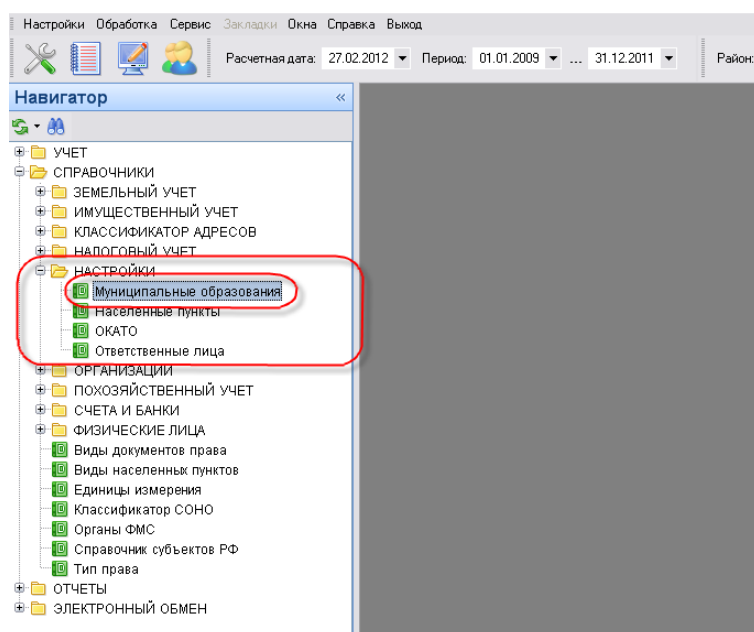 Настройки Обработка Сервис Закладки Окна Справка Выход
Расчетная дата: 27.02.2012 Период: 01.01.2009 ... 31.12.2011 Район:
Навигатор «
УЧЕТ
СПРАВОЧНИКИ
ЗЕМЕЛЬНЫЙ УЧЕТ
ИМУЩЕСТВЕННЫЙ УЧЕТ
КЛАССИФИКАТОР АДРЕСОВ
НАЛОГОВЫЙ УЧЕТ
НАСТРОЙКИ
Муниципальные образования
Населенные пункты
ОКАТО
Ответственные лица
ОРГАНИЗАЦИИ
ПОХОЗЯЙСТВЕННЫЙ УЧЕТ
СЧЕТА И БАНКИ
ФИЗИЧЕСКИЕ ЛИЦА
Виды документов права
Виды населенных пунктов
Единицы измерения
Классификатор СОНО
Органы ФМС
Справочник субъектов РФ
Тип права
ОТЧЕТЫ
ЭЛЕКТРОННЫЙ ОБМЕН